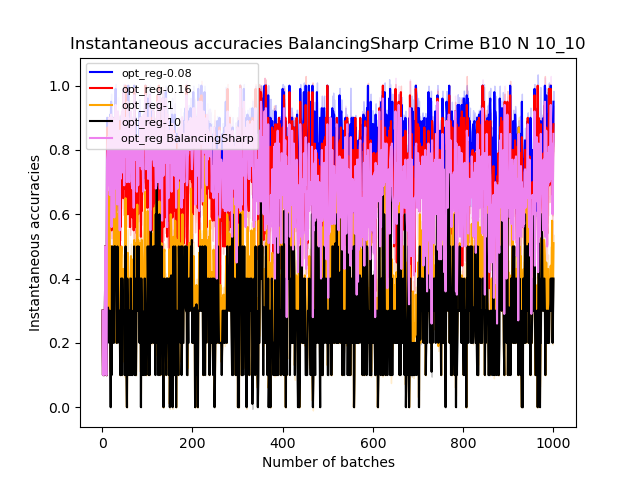 Instantaneous accuracies BalancingSharp Crime B10 N 10_10
opt_reg-0.08
opt_reg-0.16
opt_reg-1
opt_reg-10
opt_reg BalancingSharp
1.0
0.8
0.6
0.4
0.2
0.0
Instantaneous accuracies
0 200 400 600 800 1000
Number of batches